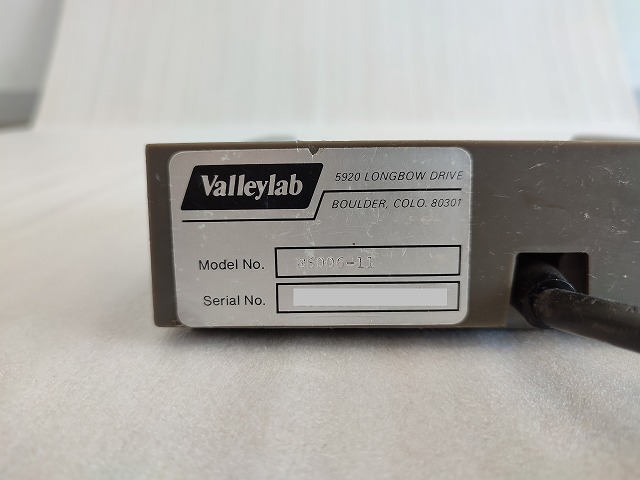 Valleylab
5920 LONGBOW DRIVE
BOULDER, COLO. 80301
Model No.
Serial No.